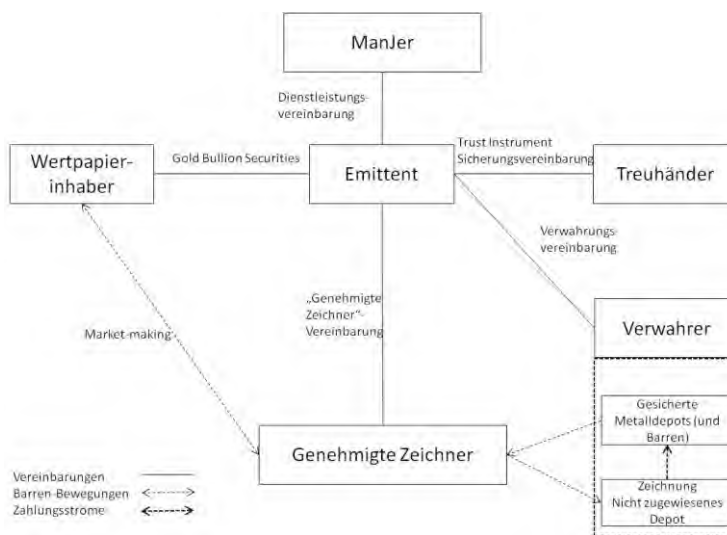 ManJer
Dienstleistungs-
vereinbarung
Wertpapier-
inhaber
Gold Bullion Securities
Emittent
Trust Instrument
Sicherungsvereinbarung
Treuhänder
Verwahrungs-
vereinbarung
„Genehmigte
Zeichner“-
Vereinbarung
Market-making
Verwahrer
Gesicherte
Metalldepots (und
Barren)
Genehmigte Zeichner
Zeichnung
Nicht zugewiesenes
Depot
Vereinbarungen
Barren-Bewegungen
Zahlungsströme